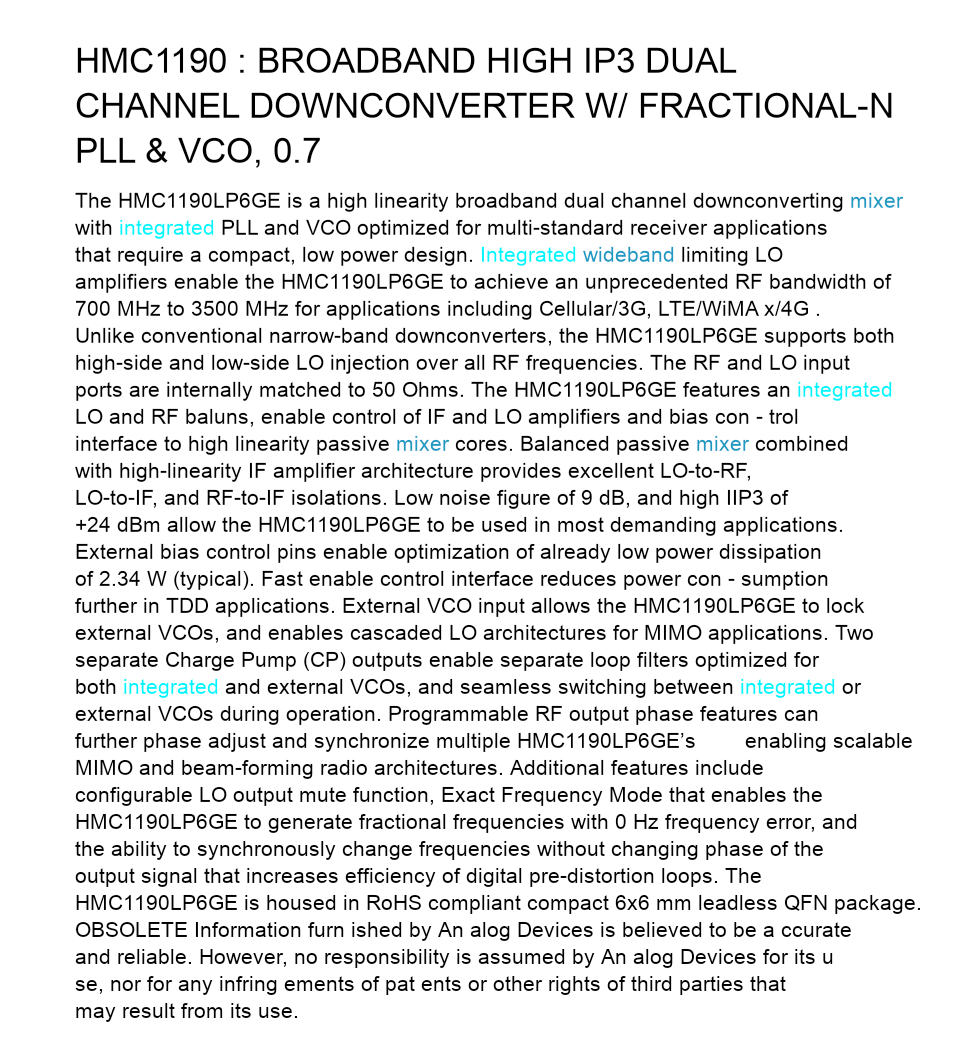 HMC1190 : BROADBAND HIGH IP3 DUAL
CHANNEL DOWNCONVERTER W/ FRACTIONAL-N
PLL & VCO, 0.7
The HMC1190LP6GE is a high linearity broadband dual channel downconverting mixer
with integrated PLL and VCO optimized for multi-standard receiver applications
that require a compact, low power design. Integrated wideband limiting LO
amplifiers enable the HMC1190LP6GE to achieve an unprecedented RF bandwidth of
700 MHz to 3500 MHz for applications including Cellular/3G, LTE/WiMA x/4G .
Unlike conventional narrow-band downconverters, the HMC1190LP6GE supports both
high-side and low-side LO injection over all RF frequencies. The RF and LO input
ports are internally matched to 50 Ohms. The HMC1190LP6GE features an integrated
LO and RF baluns, enable control of IF and LO amplifiers and bias con - trol
interface to high linearity passive mixer cores. Balanced passive mixer combined
with high-linearity IF amplifier architecture provides excellent LO-to-RF,
LO-to-IF, and RF-to-IF isolations. Low noise figure of 9 dB, and high IIP3 of
+24 dBm allow the HMC1190LP6GE to be used in most demanding applications.
External bias control pins enable optimization of already low power dissipation
of 2.34 W (typical). Fast enable control interface reduces power con - sumption
further in TDD applications. External VCO input allows the HMC1190LP6GE to lock
external VCOs, and enables cascaded LO architectures for MIMO applications. Two
separate Charge Pump (CP) outputs enable separate loop filters optimized for
both integrated and external VCOs, and seamless switching between integrated or
external VCOs during operation. Programmable RF output phase features can
further phase adjust and synchronize multiple HMC1190LP6GE’s enabling scalable
MIMO and beam-forming radio architectures. Additional features include
configurable LO output mute function, Exact Frequency Mode that enables the
HMC1190LP6GE to generate fractional frequencies with 0 Hz frequency error, and
the ability to synchronously change frequencies without changing phase of the
output signal that increases efficiency of digital pre-distortion loops. The
HMC1190LP6GE is housed in RoHS compliant compact 6x6 mm leadless QFN package.
OBSOLETE Information furn ished by An alog Devices is believed to be a ccurate
and reliable. However, no responsibility is assumed by An alog Devices for its u
se, nor for any infring ements of pat ents or other rights of third parties that
may result from its use.